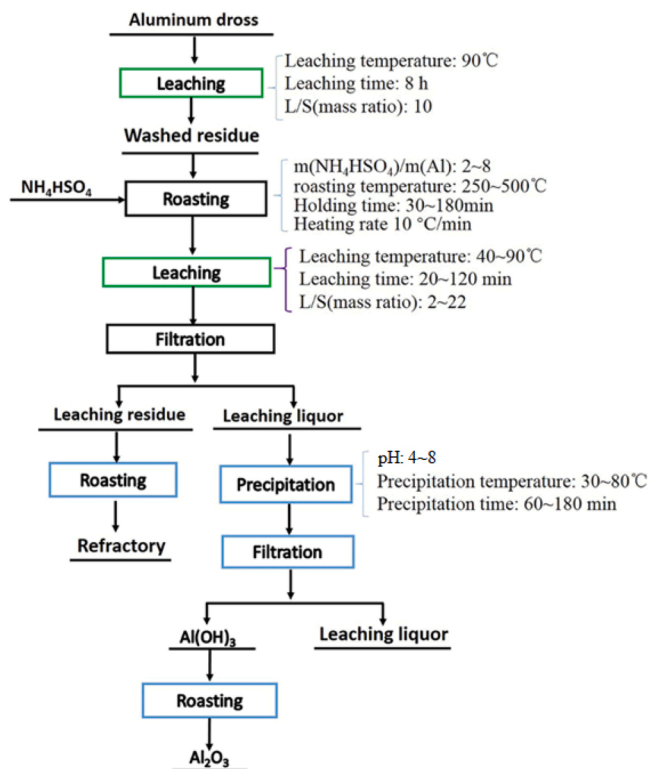 Aluminum dross
Leaching temperature: 90℃
Leaching
Leaching time: 8 h
L/S(mass ratio): 10
Washed residue
m(NH₄HSO₄)/m(Al): 2~8
NH₄HSO₄
Roasting
roasting temperature: 250~500℃
Holding time: 30~180min
Heating rate 10 °C/min
Leaching temperature: 40~90℃
Leaching
Leaching time: 20~120 min
L/S(mass ratio): 2~22
Filtration
Leaching residue
Leaching liquor
pH: 4~8
Roasting
Precipitation
Precipitation temperature: 30~80℃
Precipitation time: 60~180 min
Refractory
Filtration
Al(OH)₃
Leaching liquor
Roasting
Al₂O₃